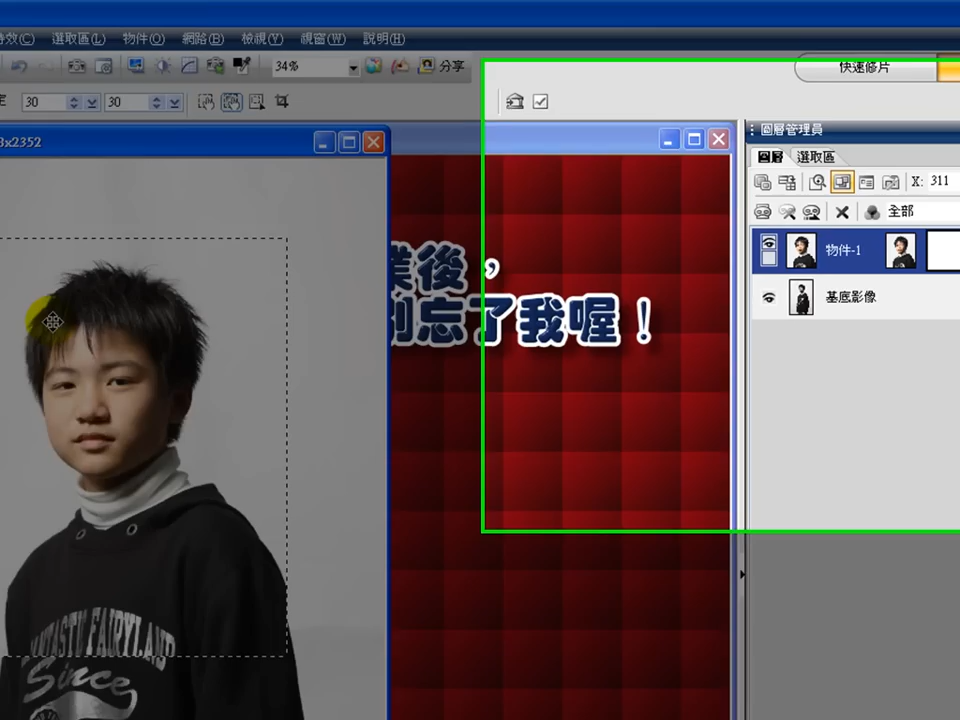 特效(C) 選取區(L) 物件(O) 網路(B) 檢視(Y) 視窗(W) 說明(H)
34% 分享
快速修片
30 30
3x2352
圖層管理員
圖層 選取區
X: 311
全部
物件-1
基底影像
業後，
別忘了我喔！
FANTASTIC FAIRYLAND
Since